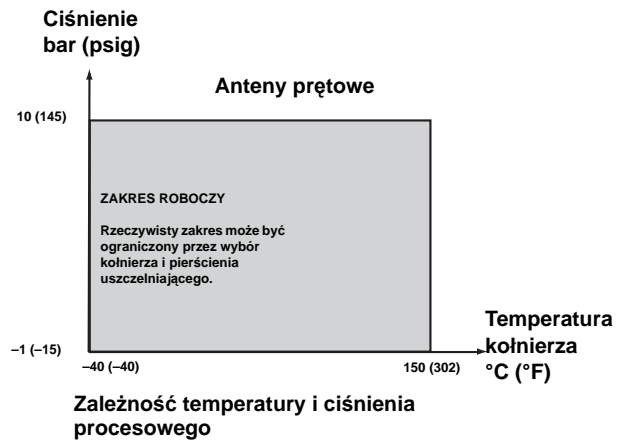 Ciśnienie
bar (psig)
Anteny prętowe
10 (145)
ZAKRES ROBOCZY
Rzeczywisty zakres może być
ograniczony przez wybór
kołnierza i pierścienia
uszczelniającego.
–1 (–15)
–40 (–40)
150 (302)
Temperatura
kołnierza
°C (°F)
Zależność temperatury i ciśnienia
procesowego